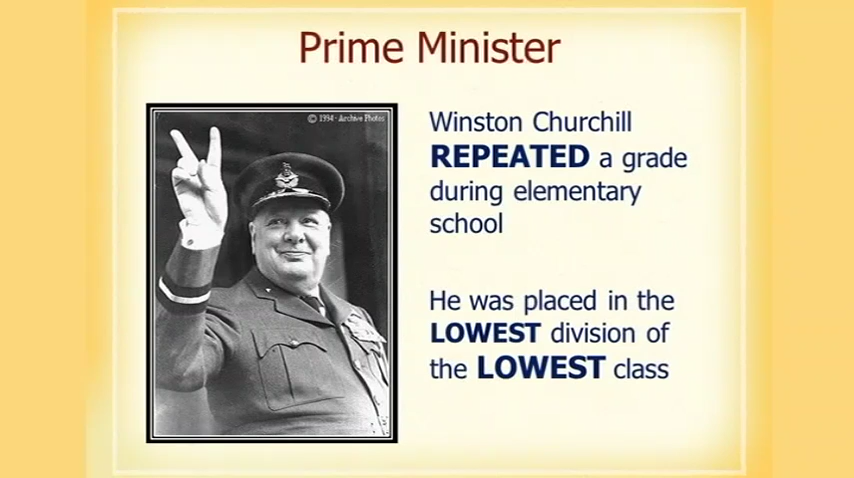 Prime Minister
© 1994 - Archive Photos
Winston Churchill
REPEATED a grade
during elementary
school
He was placed in the
LOWEST division of
the LOWEST class